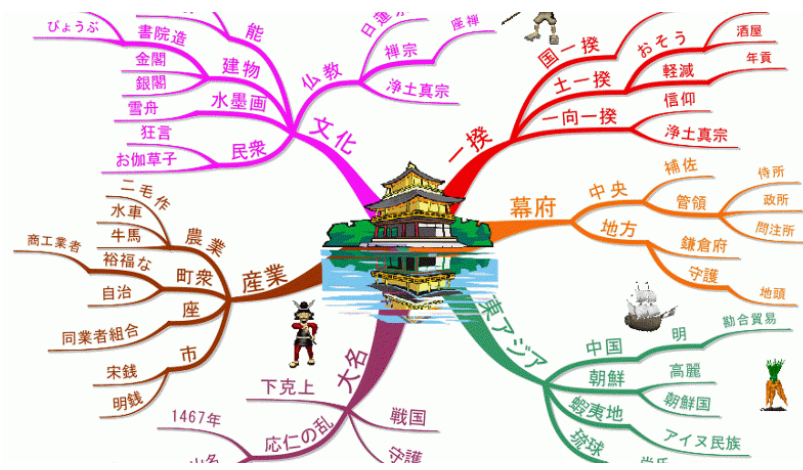 文化
能
建物
書院造
びょうぶ
金閣
銀閣
水墨画
雪舟
民衆
狂言
お伽草子
仏教
日蓮
禅宗
座禅
浄土真宗
一揆
国一揆
土一揆
おそう
酒屋
軽減
年貢
一向一揆
信仰
浄土真宗
幕府
中央
補佐
管領
侍所
政所
問注所
地方
鎌倉府
守護
地頭
産業
農業
二毛作
水車
牛馬
町衆
裕福な
商工業者
自治
座
同業者組合
市
宋銭
明銭
大名
下克上
応仁の乱
1467年
戦国
守護
東アジア
中国
明
勘合貿易
朝鮮
高麗
朝鮮国
蝦夷地
アイヌ民族
琉球